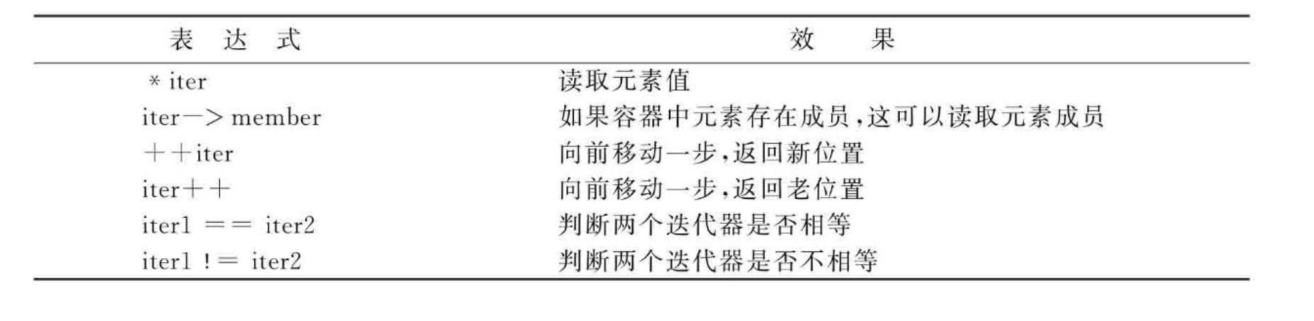 表 达 式 效 果
* iter 读取元素值
iter—> member 如果容器中元素存在成员,这可以读取元素成员
++iter 向前移动一步,返回新位置
iter++ 向前移动一步,返回老位置
iter1 == iter2 判断两个迭代器是否相等
iter1 != iter2 判断两个迭代器是否不相等